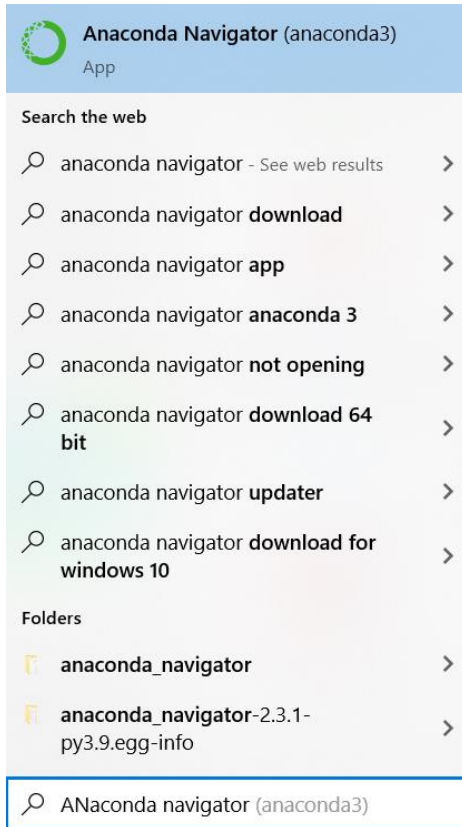 Anaconda Navigator (anaconda3)
App
Search the web
anaconda navigator - See web results
anaconda navigator download
anaconda navigator app
anaconda navigator anaconda 3
anaconda navigator not opening
anaconda navigator download 64
bit
anaconda navigator updater
anaconda navigator download for
windows 10
Folders
anaconda_navigator
anaconda_navigator-2.3.1-
py3.9.egg-info
ANaconda navigator (anaconda3)